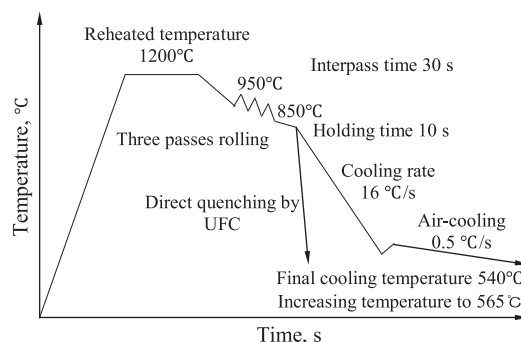 Reheated temperature
1200℃
950℃
Interpass time 30 s
850℃
Three passes rolling
Holding time 10 s
Cooling rate
16 ℃/s
Direct quenching by
UFC
Air-cooling
0.5 ℃/s
Final cooling temperature 540℃
Increasing temperature to 565℃
Temperature, ℃
Time, s